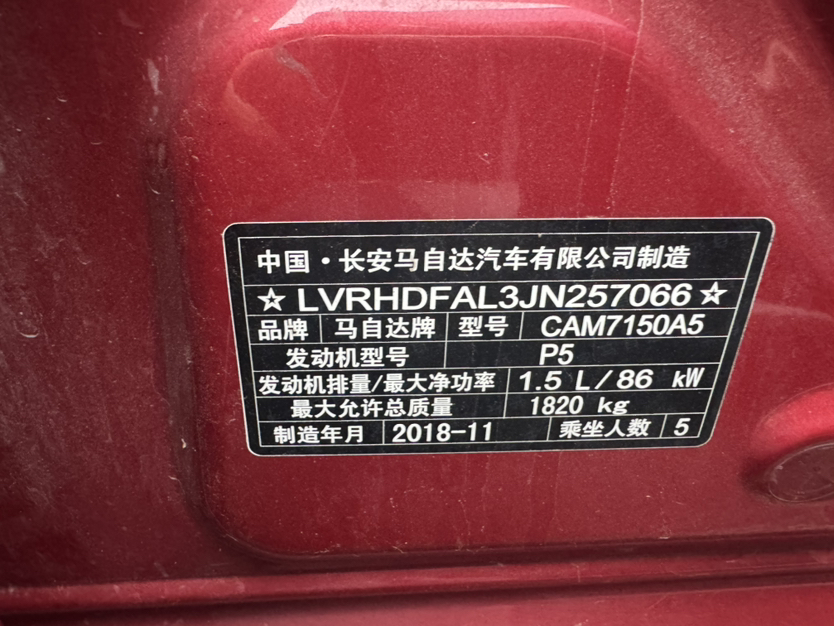 中国·长安马自达汽车有限公司制造
☆LVRHDFAL3JN257066☆
品牌 马自达牌 型号 CAM7150A5
发动机型号 P5
发动机排量/最大净功率 1.5 L/86 kW
最大允许总质量 1820 kg
制造年月 2018-11 乘坐人数 5